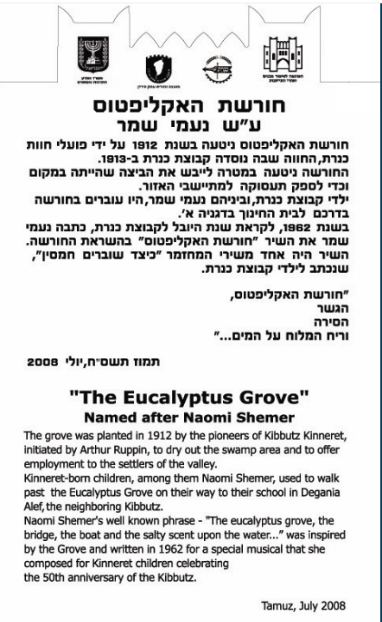 חורשת האקליפטוס
ע"ש נעמי שמר
חורשת האקליפטוס ניטעה בשנת 1912 על ידי פועלי חוות
כנרת,החווה שבה נוסדה קבוצת כנרת ב-1913.
החורשה ניטעה במטרה לייבש את הביצה שהייתה במקום
וכדי לספק תעסוקה למתיישבי האזור.
ילדי קבוצת כנרת,וביניהם נעמי שמר,היו עוברים בחורשה
בדרכם לבית החינוך בדגניה א'.
בשנת 1962, לקראת שנת היובל לקבוצת כנרת, כתבה נעמי
שמר את השיר "חורשת האקליפטוס" בהשראת החורשה.
השיר היה אחד משירי המחזמר "כיצד שוברים חמסין",
שנכתב לילדי קבוצת כנרת.
"חורשת האקליפטוס,
הגשר
הסירה
וריח המלוח על המים..."
תמוז תשס"ח,יולי 2008
"The Eucalyptus Grove"
Named after Naomi Shemer
The grove was planted in 1912 by the pioneers of Kibbutz Kinneret,
initiated by Arthur Ruppin, to dry out the swamp area and to offer
employment to the settlers of the valley.
Kinneret-born children, among them Naomi Shemer, used to walk
past the Eucalyptus Grove on their way to their school in Degania
Alef, the neighboring Kibbutz.
Naomi Shemer's well known phrase - "The eucalyptus grove, the
bridge, the boat and the salty scent upon the water..." was inspired
by the Grove and written in 1962 for a special musical that she
composed for Kinneret children celebrating
the 50th anniversary of the Kibbutz.
Tamuz, July 2008